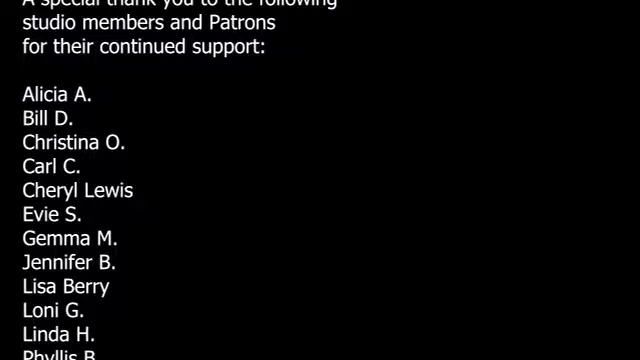 A special thank you to the following
studio members and Patrons
for their continued support:
Alicia A.
Bill D.
Christina O.
Carl C.
Cheryl Lewis
Evie S.
Gemma M.
Jennifer B.
Lisa Berry
Loni G.
Linda H.
Phyllis B.